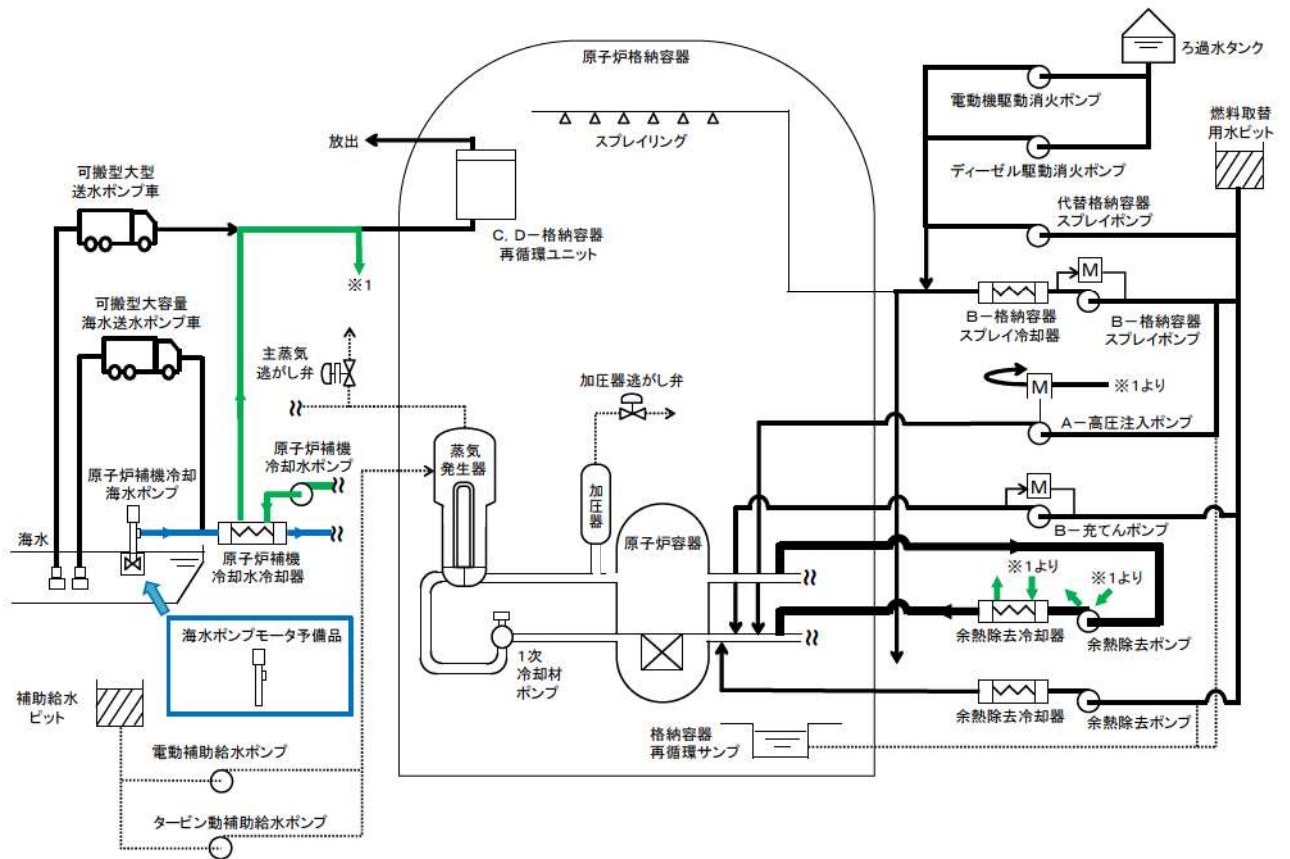 原子炉格納容器
スプレイリング
放出
C, D-格納容器
再循環ユニット
※1
可搬型大型
送水ポンプ車
可搬型大容量
海水送水ポンプ車
主蒸気
逃がし弁
原子炉補機
冷却水ポンプ
原子炉補機冷却
海水ポンプ
海水
原子炉補機
冷却水冷却器
海水ポンプモータ予備品
補助給水
ピット
電動補助給水ポンプ
タービン動補助給水ポンプ
蒸気
発生器
加圧器逃がし弁
加圧器
原子炉容器
1次
冷却材
ポンプ
格納容器
再循環サンプ
ろ過水タンク
電動機駆動消火ポンプ
ディーゼル駆動消火ポンプ
燃料取替
用水ピット
代替格納容器
スプレイポンプ
M
B-格納容器
スプレイ冷却器
B-格納容器
スプレイポンプ
M
※1より
A-高圧注入ポンプ
M
B-充てんポンプ
※1より
※1より
余熱除去冷却器
余熱除去ポンプ
余熱除去冷却器
余熱除去ポンプ